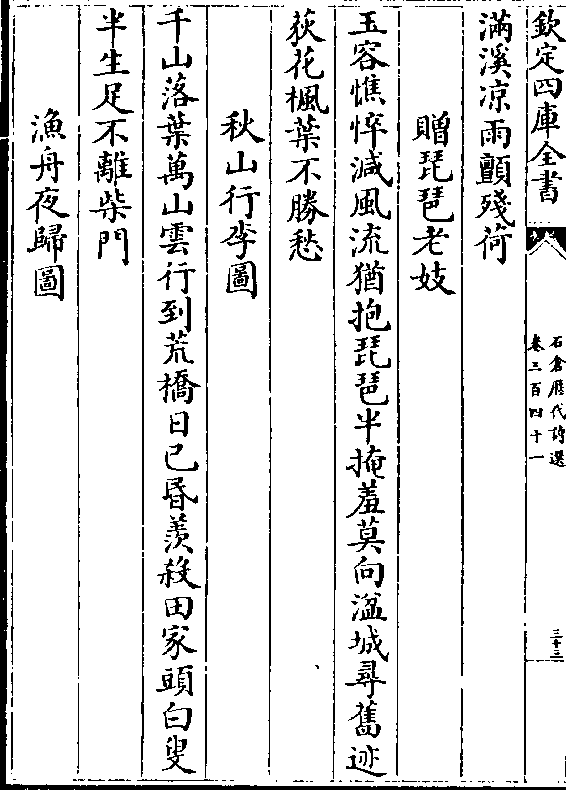 欽定四庫全書
石倉歷代詩選
卷三百四十一
三十三
滿溪凉雨顫殘荷
贈琵琶老妓
玉容憔悴減風流猶抱琵琶半掩羞莫向湓城尋舊迹
荻花楓葉不勝愁
秋山行李圖
千山落葉萬山雲行到荒橋日已昏羨殺田家頭白叟
半生足不離柴門
漁舟夜歸圖